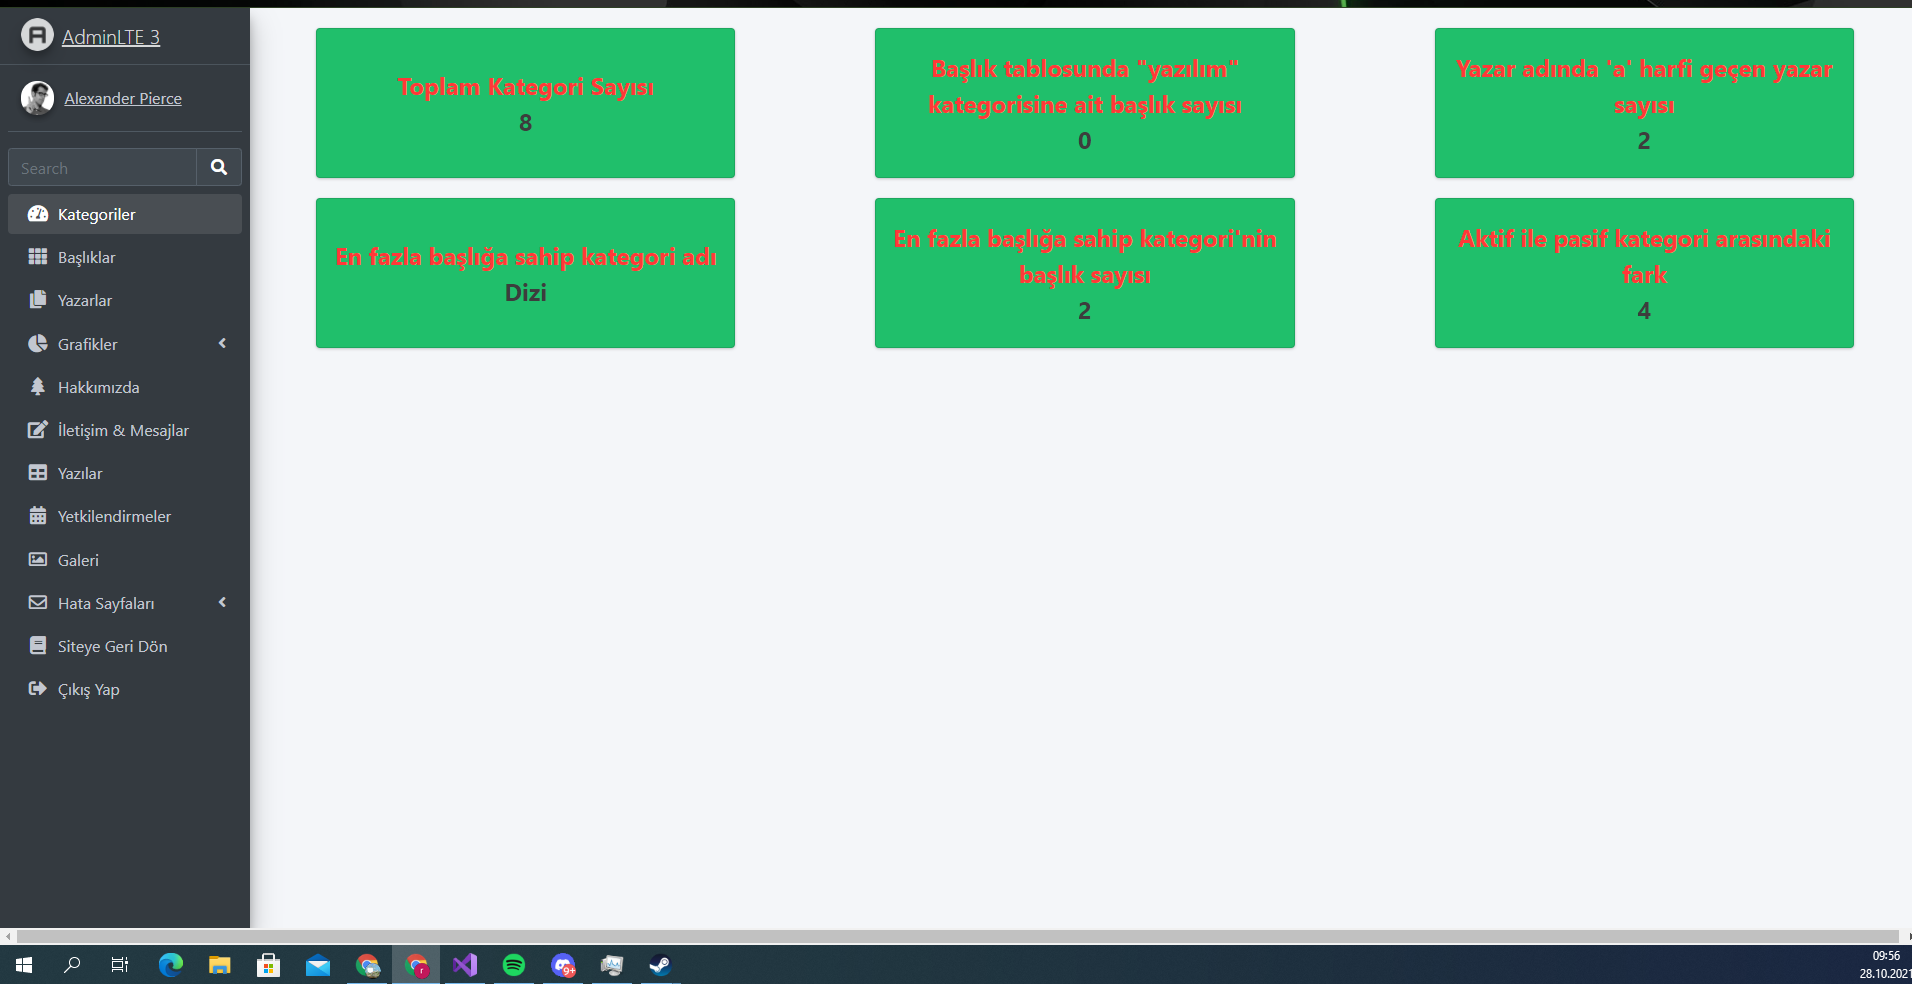 AdminLTE 3
Alexander Pierce
Search
Kategoriler
Başlıklar
Yazarlar
Grafikler
Hakkımızda
İletişim & Mesajlar
Yazılar
Yetkilendirmeler
Galeri
Hata Sayfaları
Siteye Geri Dön
Çıkış Yap
Toplam Kategori Sayısı
8
Başlık tablosunda "yazılım"
kategorisine ait başlık sayısı
0
Yazar adında 'a' harfi geçen yazar
sayısı
2
En fazla başlığa sahip kategori adı
Dizi
En fazla başlığa sahip kategori'nin
başlık sayısı
2
Aktif ile pasif kategori arasındaki
fark
4
r
9+
09:56
28.10.2021